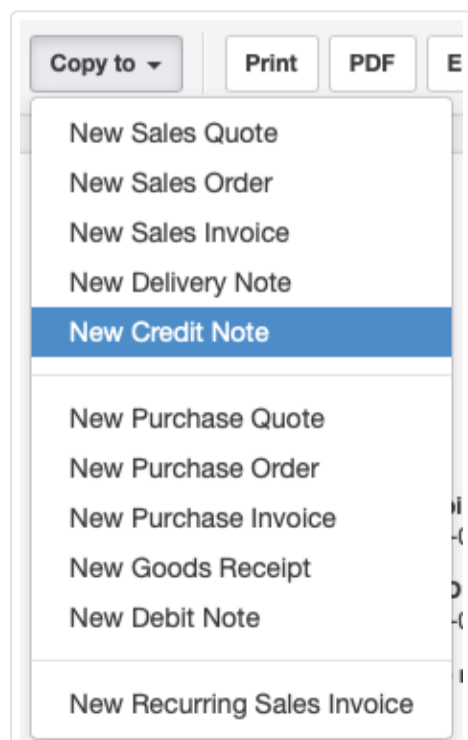 Copy to Print PDF
New Sales Quote
New Sales Order
New Sales Invoice
New Delivery Note
New Credit Note
New Purchase Quote
New Purchase Order
New Purchase Invoice
New Goods Receipt
New Debit Note
New Recurring Sales Invoice